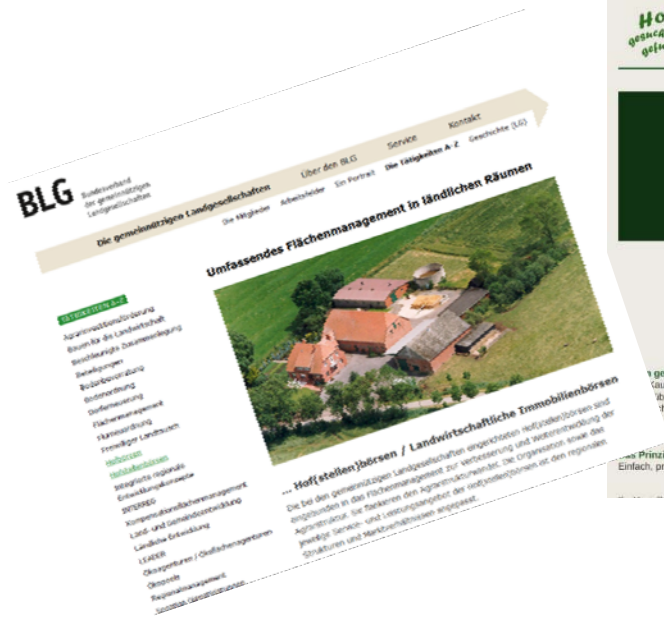 BLG
Bundesverband
der gemeinnützigen
Landgesellschaften
Die gemeinnützigen Landgesellschaften
Über den BLG
Service
Kontakt
Die Mitglieder Arbeitsfelder Ein Portrait Die Tätigkeiten A-Z Geschichte (LG)
Umfassendes Flächenmanagement in ländlichen Räumen
TÄTIGKEITEN A-Z
Agrarinvestitionsförderung
Bauen für die Landwirtschaft
Beschleunigte Zusammenlegung
Beteiligungen
Bodenbevorratung
Bodenordnung
Dorferneuerung
Flächenmanagement
Flurneuordnung
Freiwilliger Landtausch
Hofbörsen
Hofstellenbörsen
Integrierte regionale
Entwicklungskonzepte
INTERREG
Kompensationsflächenmanagement
Land- und Gemeindeentwicklung
Ländliche Entwicklung
LEADER
Ökoagenturen / Ökoflächenagenturen
Ökopools
Regionalmanagement
... Hof(stellen)börsen / Landwirtschaftliche Immobilienbörsen
Die bei den gemeinnützigen Landgesellschaften eingerichteten Hof(stellen)börsen sind
eingebunden in das Flächenmanagement zur Verbesserung und Weiterentwicklung der
Agrarstruktur. Sie flankieren den Agrarstrukturwandel. Die Organisation sowie das
jeweilige Service- und Leistungsangebot der Hof(stellen)börsen ist den regionalen
Strukturen und Marktverhältnissen angepasst.
Ho
gesuch
gefu
Prinzi
Einfach, pr